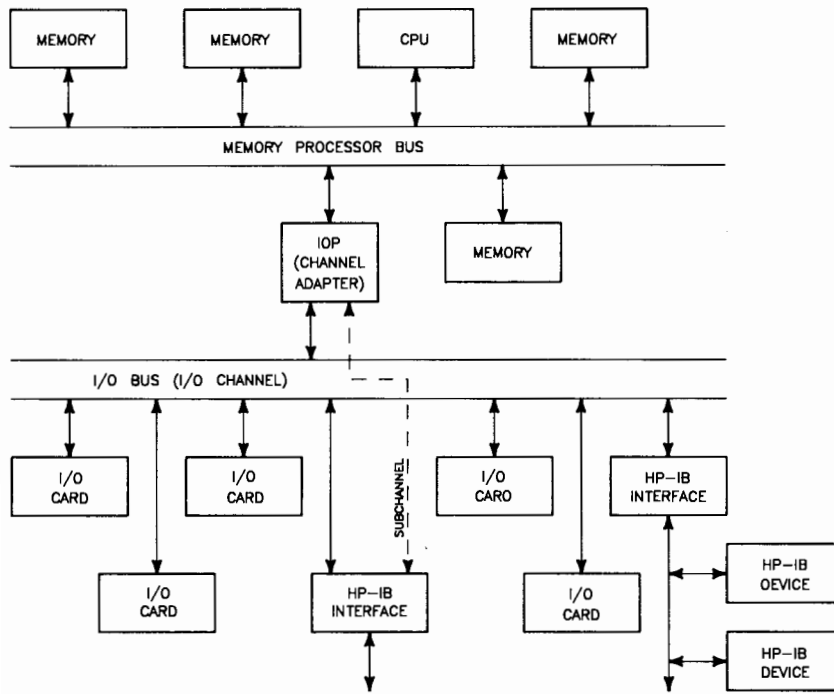 MEMORY
MEMORY
CPU
MEMORY
MEMORY PROCESSOR BUS
IOP
(CHANNEL
ADAPTER)
MEMORY
I/O BUS (I/O CHANNEL)
SUBCHANNEL
I/O
CARD
I/O
CARD
I/O
CARO
HP-IB
INTERFACE
I/O
CARD
HP-IB
INTERFACE
I/O
CARD
HP-IB
OEVICE
HP-IB
DEVICE